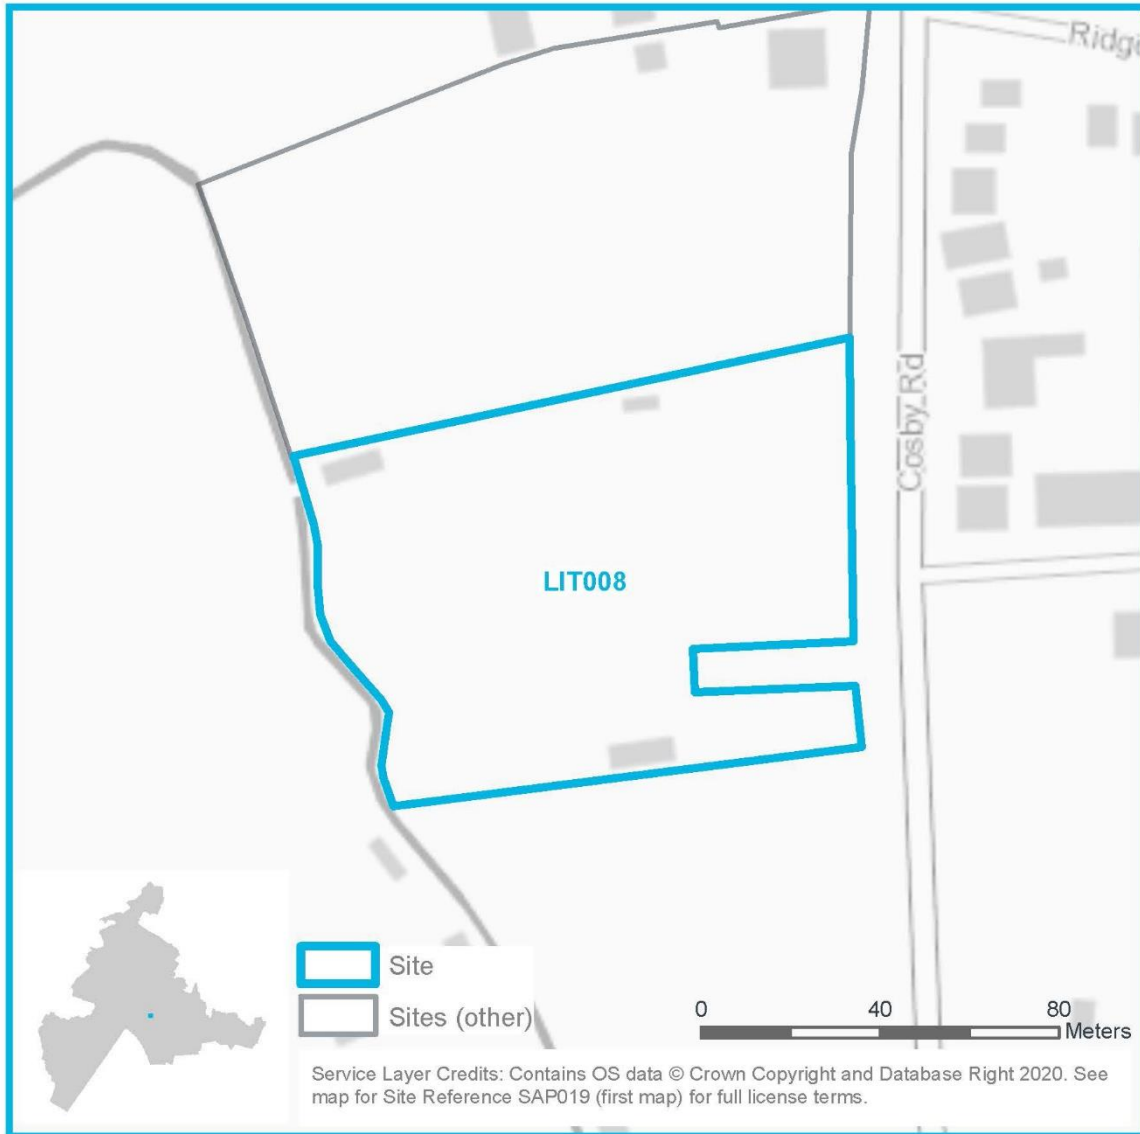 Cosby Rd
LIT008
Site
Sites (other)
0 40 80
Meters
Service Layer Credits: Contains OS data © Crown Copyright and Database Right 2020. See
map for Site Reference SAP019 (first map) for full license terms.